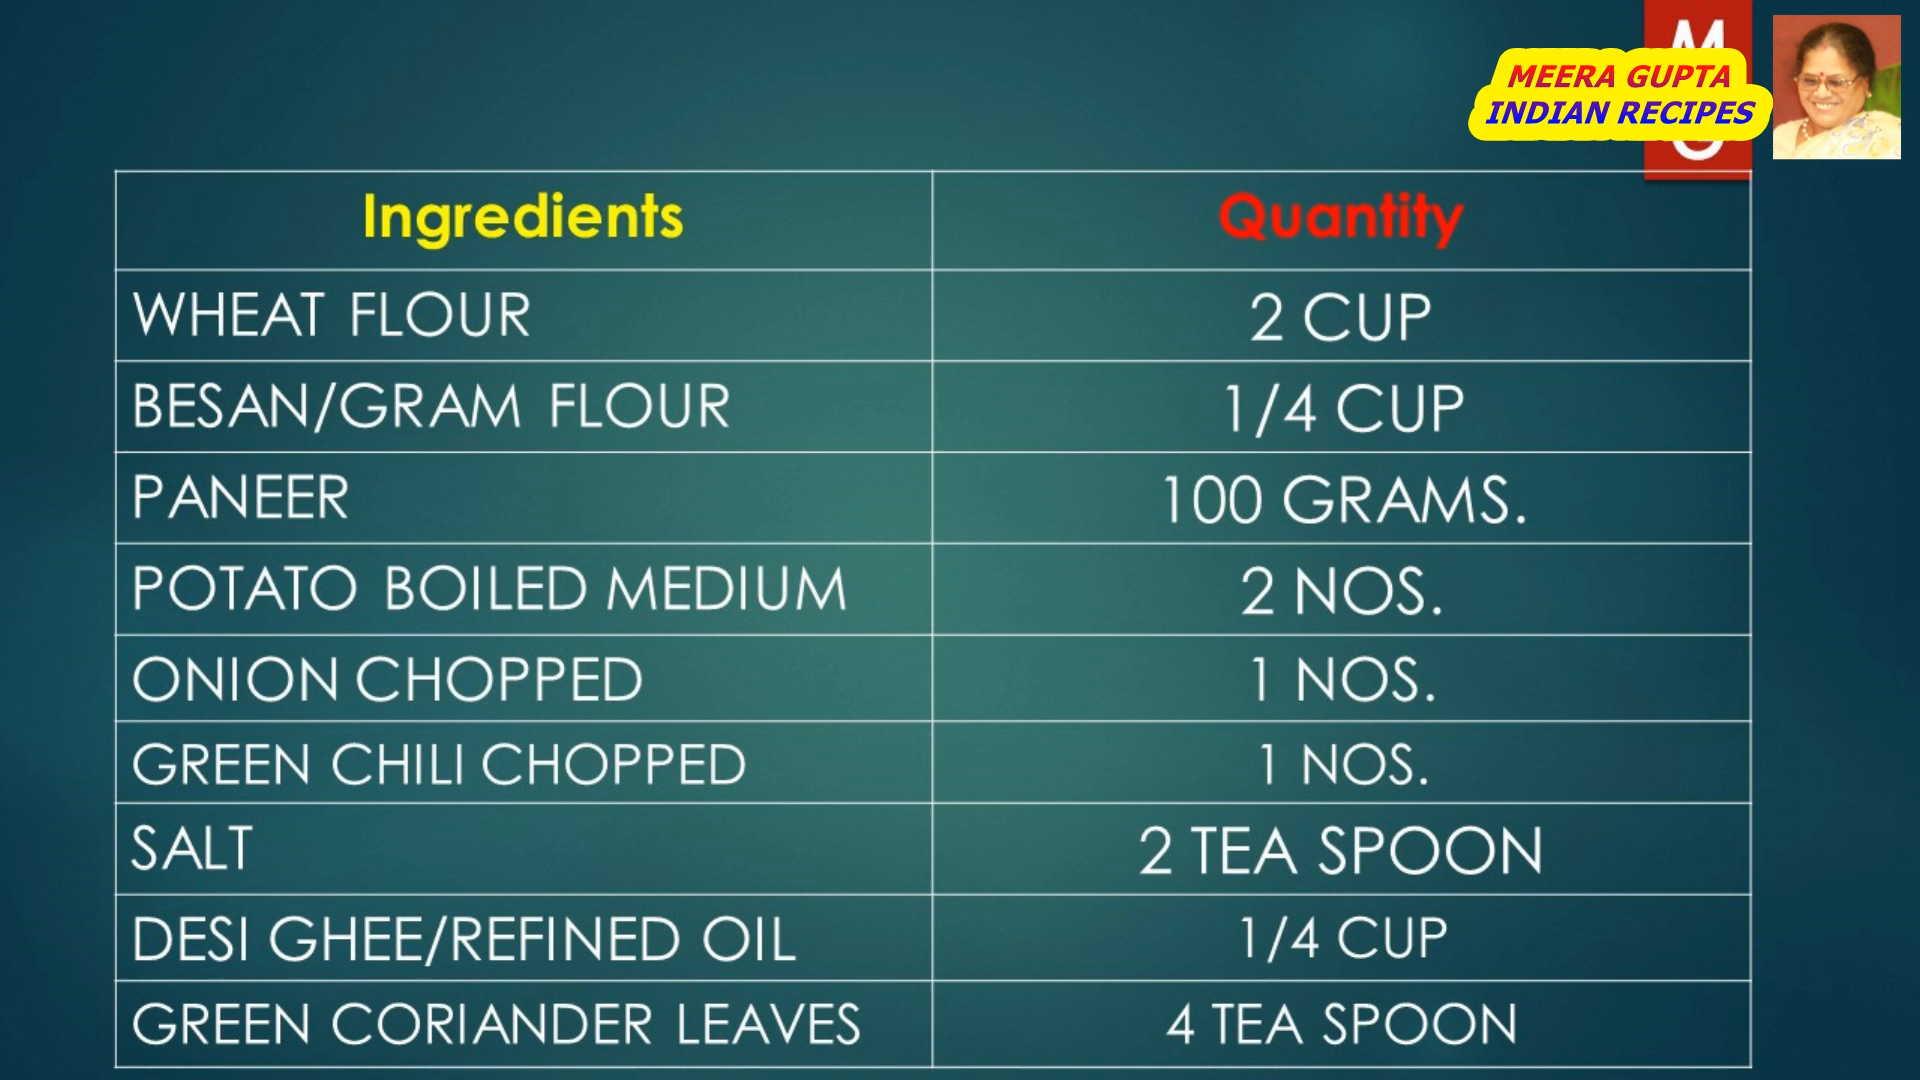 M
MEERA GUPTA
INDIAN RECIPES
Ingredients Quantity
WHEAT FLOUR 2 CUP
BESAN/GRAM FLOUR 1/4 CUP
PANEER 100 GRAMS.
POTATO BOILED MEDIUM 2 NOS.
ONION CHOPPED 1 NOS.
GREEN CHILI CHOPPED 1 NOS.
SALT 2 TEA SPOON
DESI GHEE/REFINED OIL 1/4 CUP
GREEN CORIANDER LEAVES 4 TEA SPOON